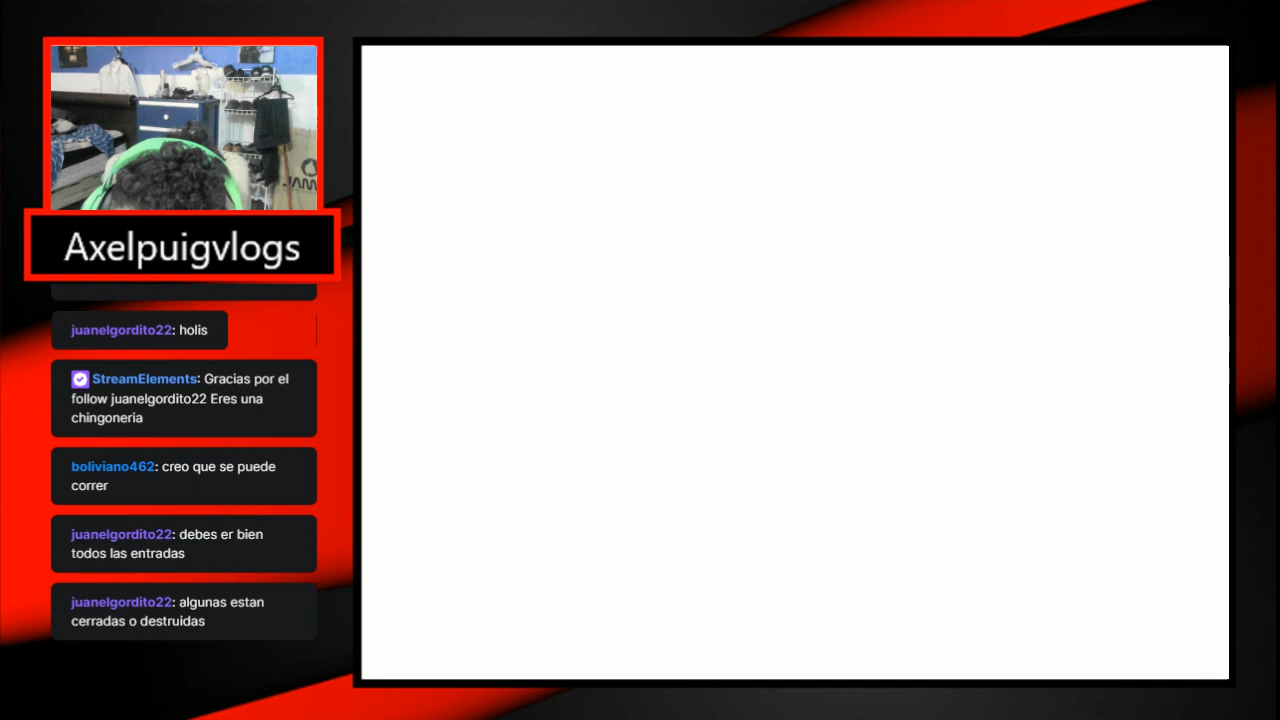 Axelpuigvlogs
juanelgordito22: holis
StreamElements: Gracias por el
follow juanelgordito22 Eres una
chingoneria
boliviano462: creo que se puede
correr
juanelgordito22: debes er bien
todos las entradas
juanelgordito22: algunas estan
cerradas o destruidas